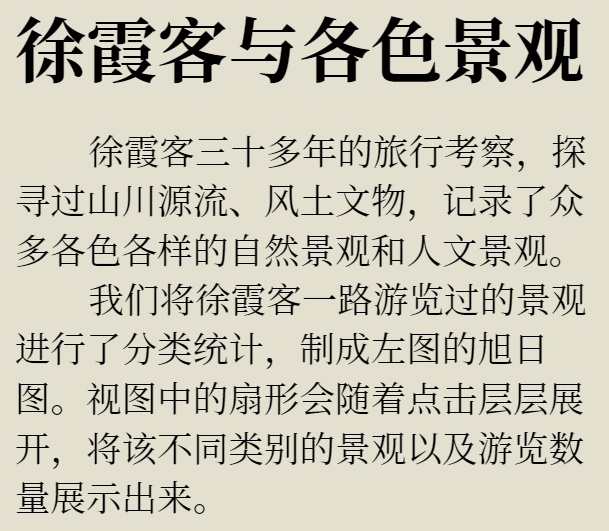 徐霞客与各色景观
徐霞客三十多年的旅行考察，探
寻过山川源流、风土文物，记录了众
多各色各样的自然景观和人文景观。
我们将徐霞客一路游览过的景观
进行了分类统计，制成左图的旭日
图。视图中的扇形会随着点击层层展
开，将该不同类别的景观以及游览数
量展示出来。